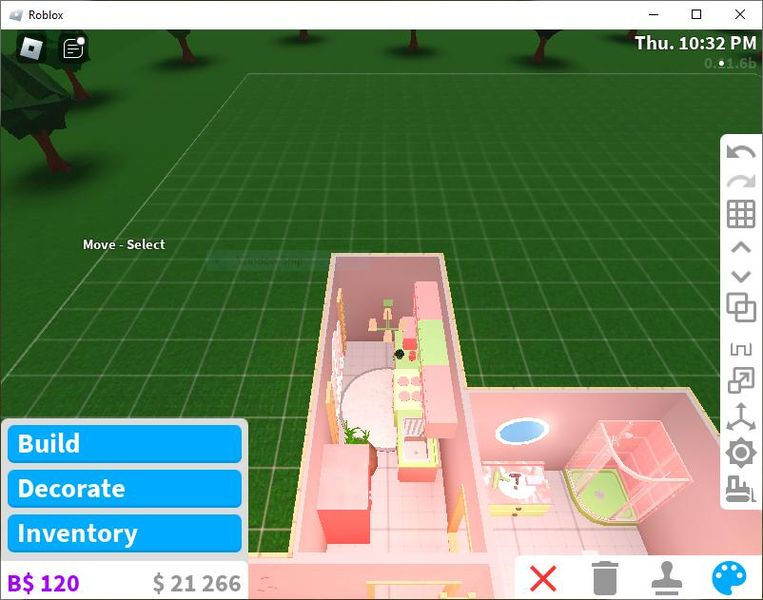 Roblox
Thu. 10:32 PM
Move - Select
Build
Decorate
Inventory
B$ 120
$ 21 266